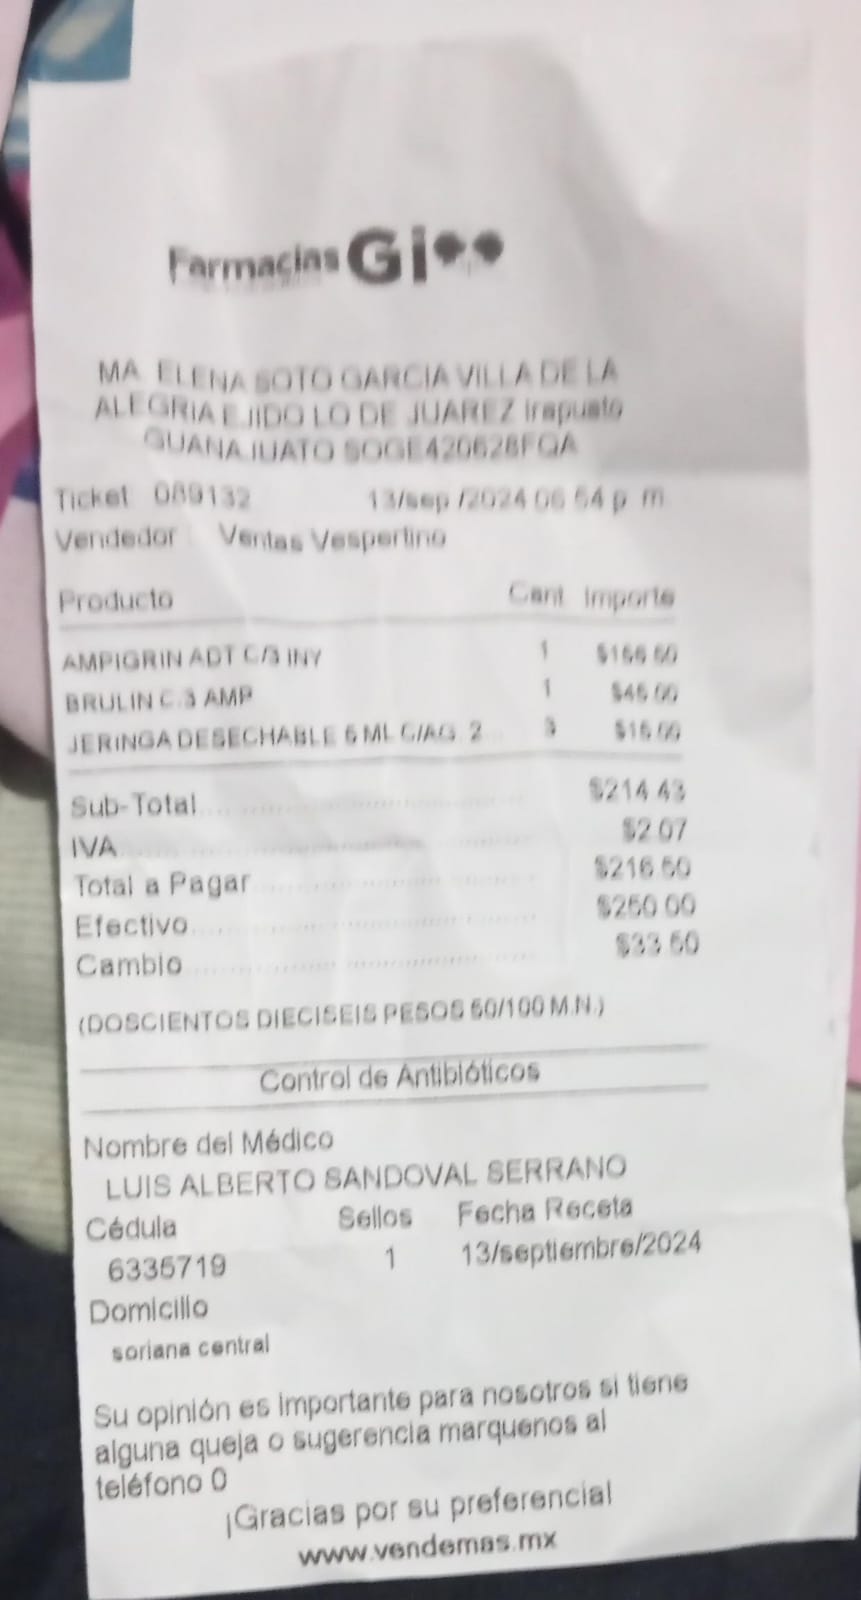 Farmacias Gi
MA. ELENA SOTO GARCIA VILLA DE LA
ALEGRIA EJIDO LO DE JUAREZ Irapuato
GUANAJUATO SOGE420628FQA
Ticket 089132 13/sep /2024 06 54 p m
Vendedor : Ventas Vespertino
Producto Cant Importe
AMPIGRIN ADT C/3 INY 1
BRULIN C.3 AMP 1 $45.00
JERINGA DESECHABLE 5 ML C/AG. 2... 3 $15.00
Sub-Total $214.43
IVA $2.07
Total a Pagar $216.50
Efectivo $250.00
Cambio $33.50
(DOSCIENTOS DIECISEIS PESOS 50/100 M.N.)
Control de Antibióticos
Nombre del Médico
LUIS ALBERTO SANDOVAL SERRANO
Cédula Sellos Fecha Receta
6335719 1 13/septiembre/2024
Domicilio
soriana central
Su opinión es importante para nosotros si tiene
alguna queja o sugerencia marquenos al
teléfono 0
¡Gracias por su preferencia!
www.vendemas.mx